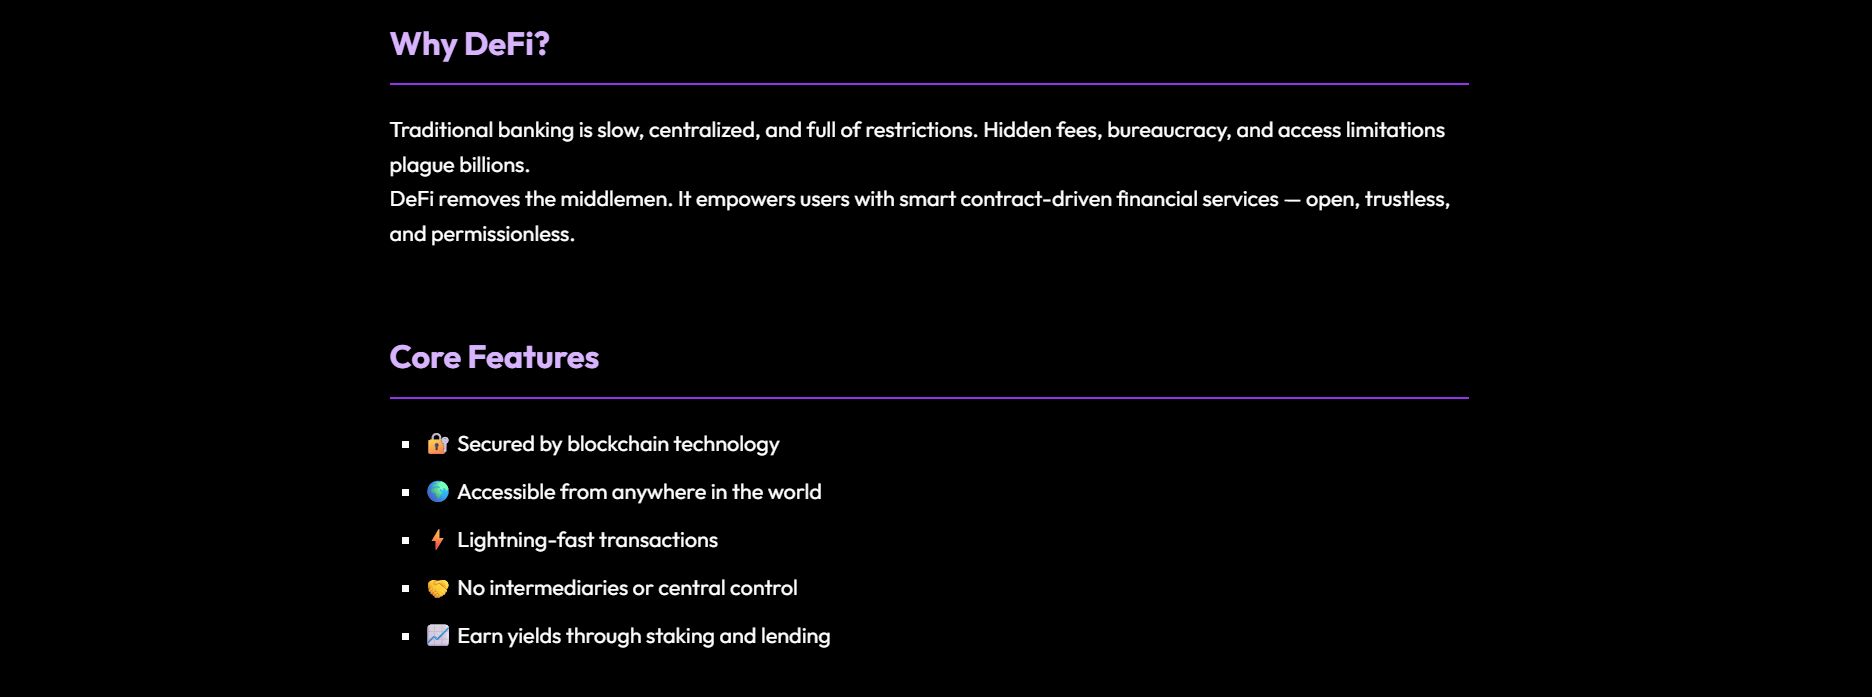 Why DeFi?
Traditional banking is slow, centralized, and full of restrictions. Hidden fees, bureaucracy, and access limitations
plague billions.
DeFi removes the middlemen. It empowers users with smart contract-driven financial services — open, trustless,
and permissionless.
Core Features
🔐 Secured by blockchain technology
🌍 Accessible from anywhere in the world
⚡ Lightning-fast transactions
🤝 No intermediaries or central control
📈 Earn yields through staking and lending